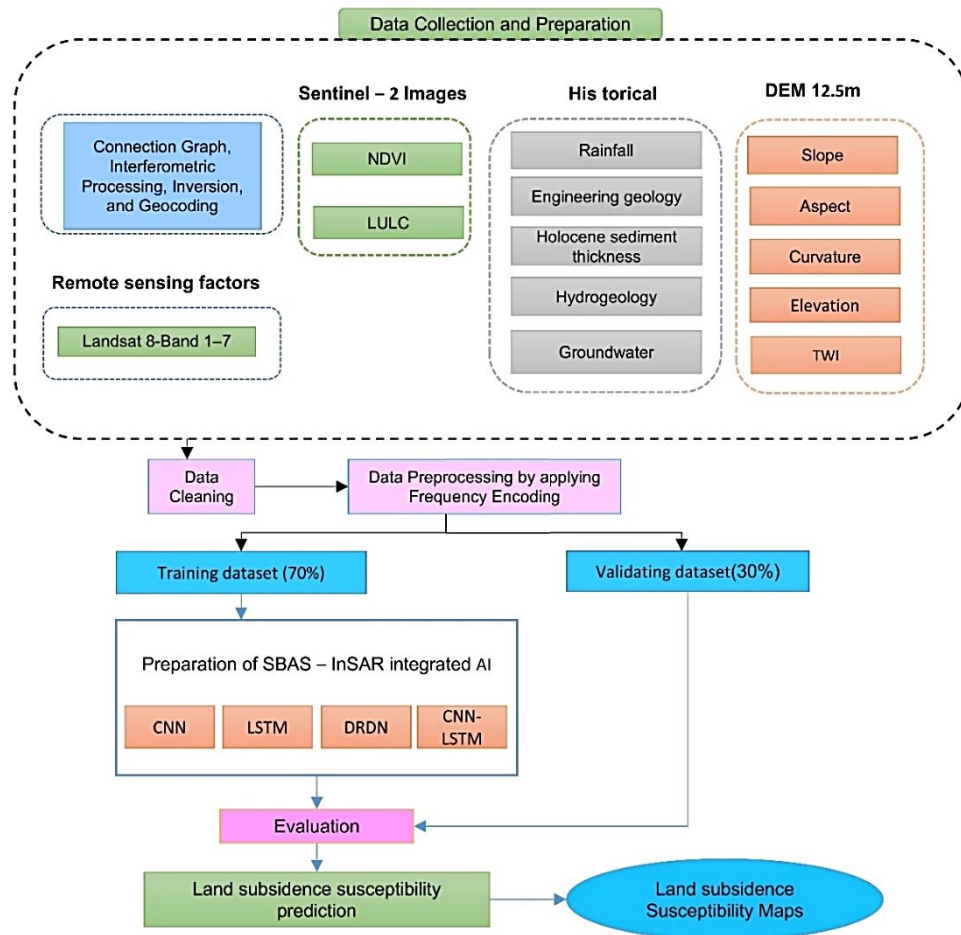 Data Collection and Preparation
Connection Graph,
Interferometric
Processing, Inversion,
and Geocoding
Remote sensing factors
Landsat 8-Band 1–7
Sentinel – 2 Images
NDVI
LULC
His torical
Rainfall
Engineering geology
Holocene sediment
thickness
Hydrogeology
Groundwater
DEM 12.5m
Slope
Aspect
Curvature
Elevation
TWI
Data
Cleaning
Data Preprocessing by applying
Frequency Encoding
Training dataset (70%)
Validating dataset(30%)
Preparation of SBAS – InSAR integrated AI
CNN
LSTM
DRDN
CNN-
LSTM
Evaluation
Land subsidence susceptibility
prediction
Land subsidence
Susceptibility Maps